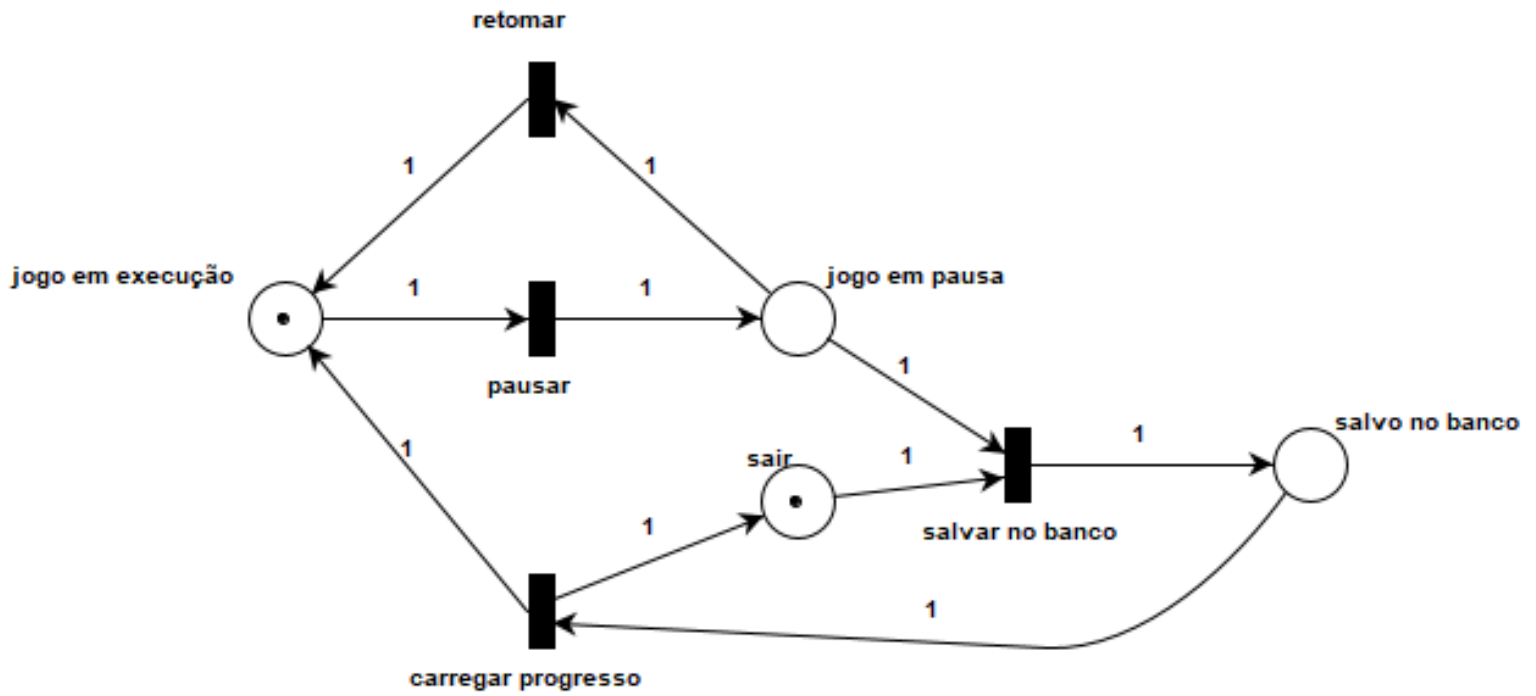 retomar
1
1
jogo em execução
1
1
jogo em pausa
pausar
1
1
sair
1
1
salvo no banco
1
salvar no banco
1
carregar progresso